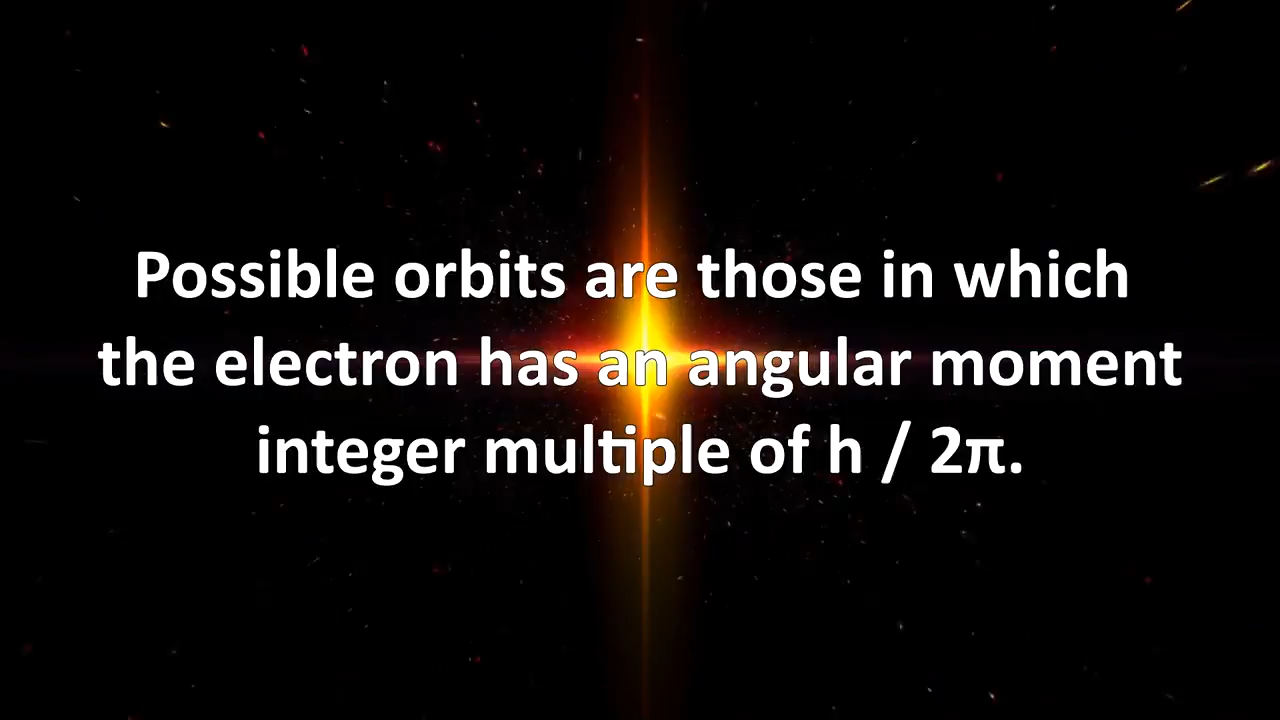 Possible orbits are those in which
the electron has an angular moment
integer multiple of h / 2π.